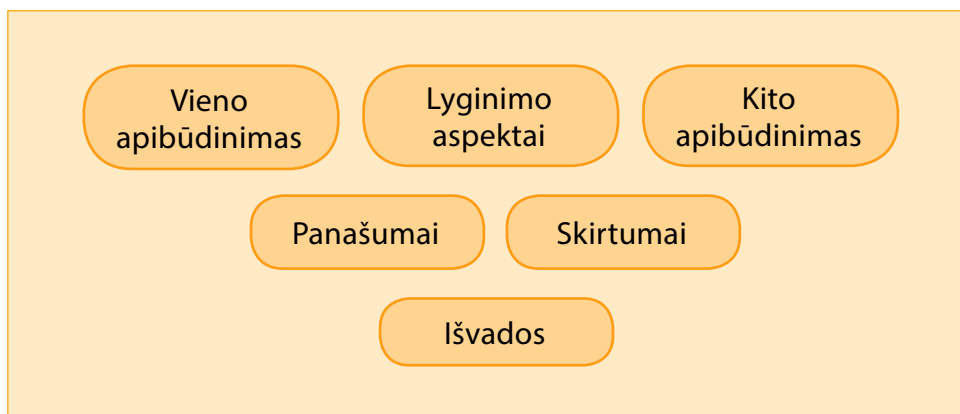 Vieno
apibūdinimas
Lyginimo
aspektai
Kito
apibūdinimas
Panašumai
Skirtumai
Išvados